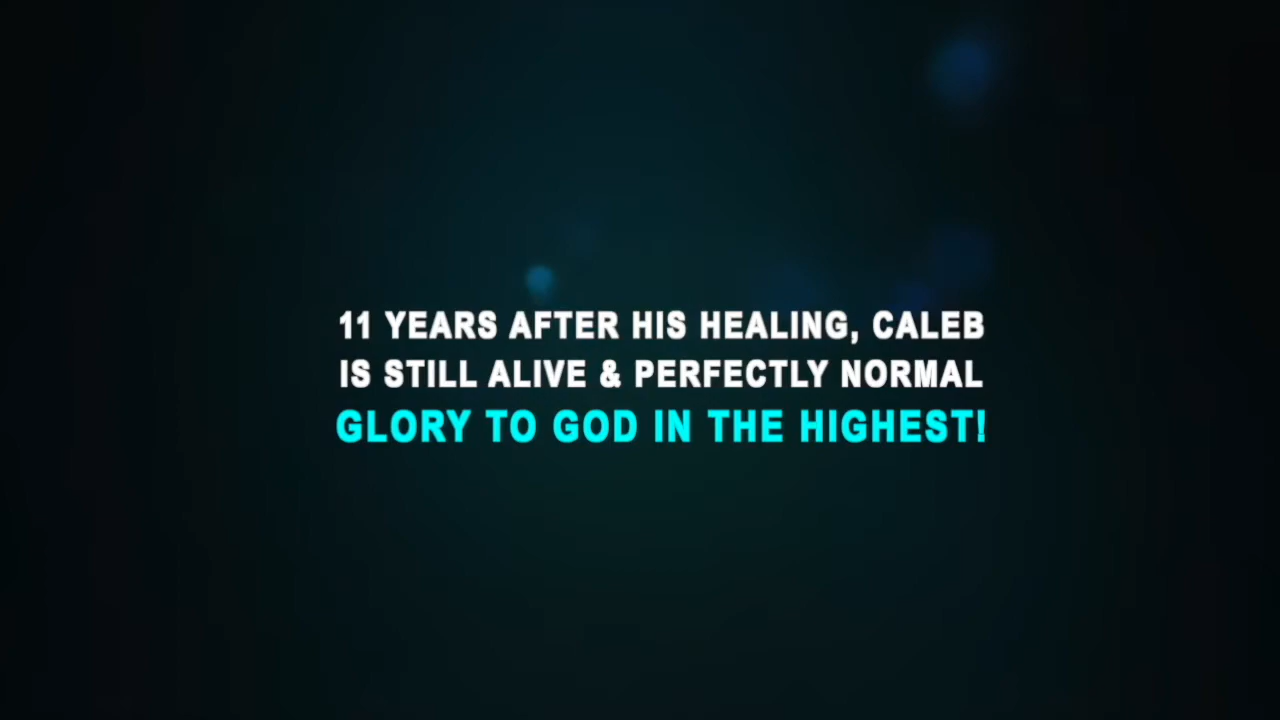 11 YEARS AFTER HIS HEALING, CALEB
IS STILL ALIVE & PERFECTLY NORMAL
GLORY TO GOD IN THE HIGHEST!